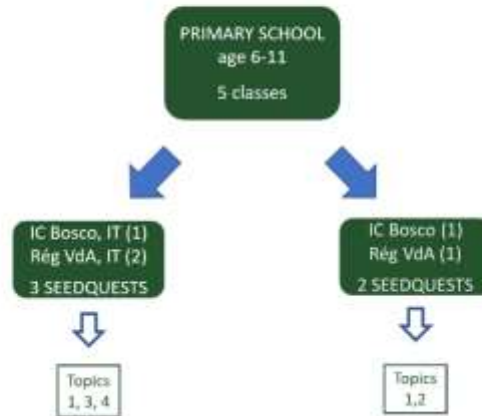 PRIMARY SCHOOL
age 6-11
5 classes
IC Bosco, IT (1)
Rég VdA, IT (2)
3 SEEDQUESTS
IC Bosco (1)
Rég VdA (1)
2 SEEDQUESTS
Topics
1, 3, 4
Topics
1,2